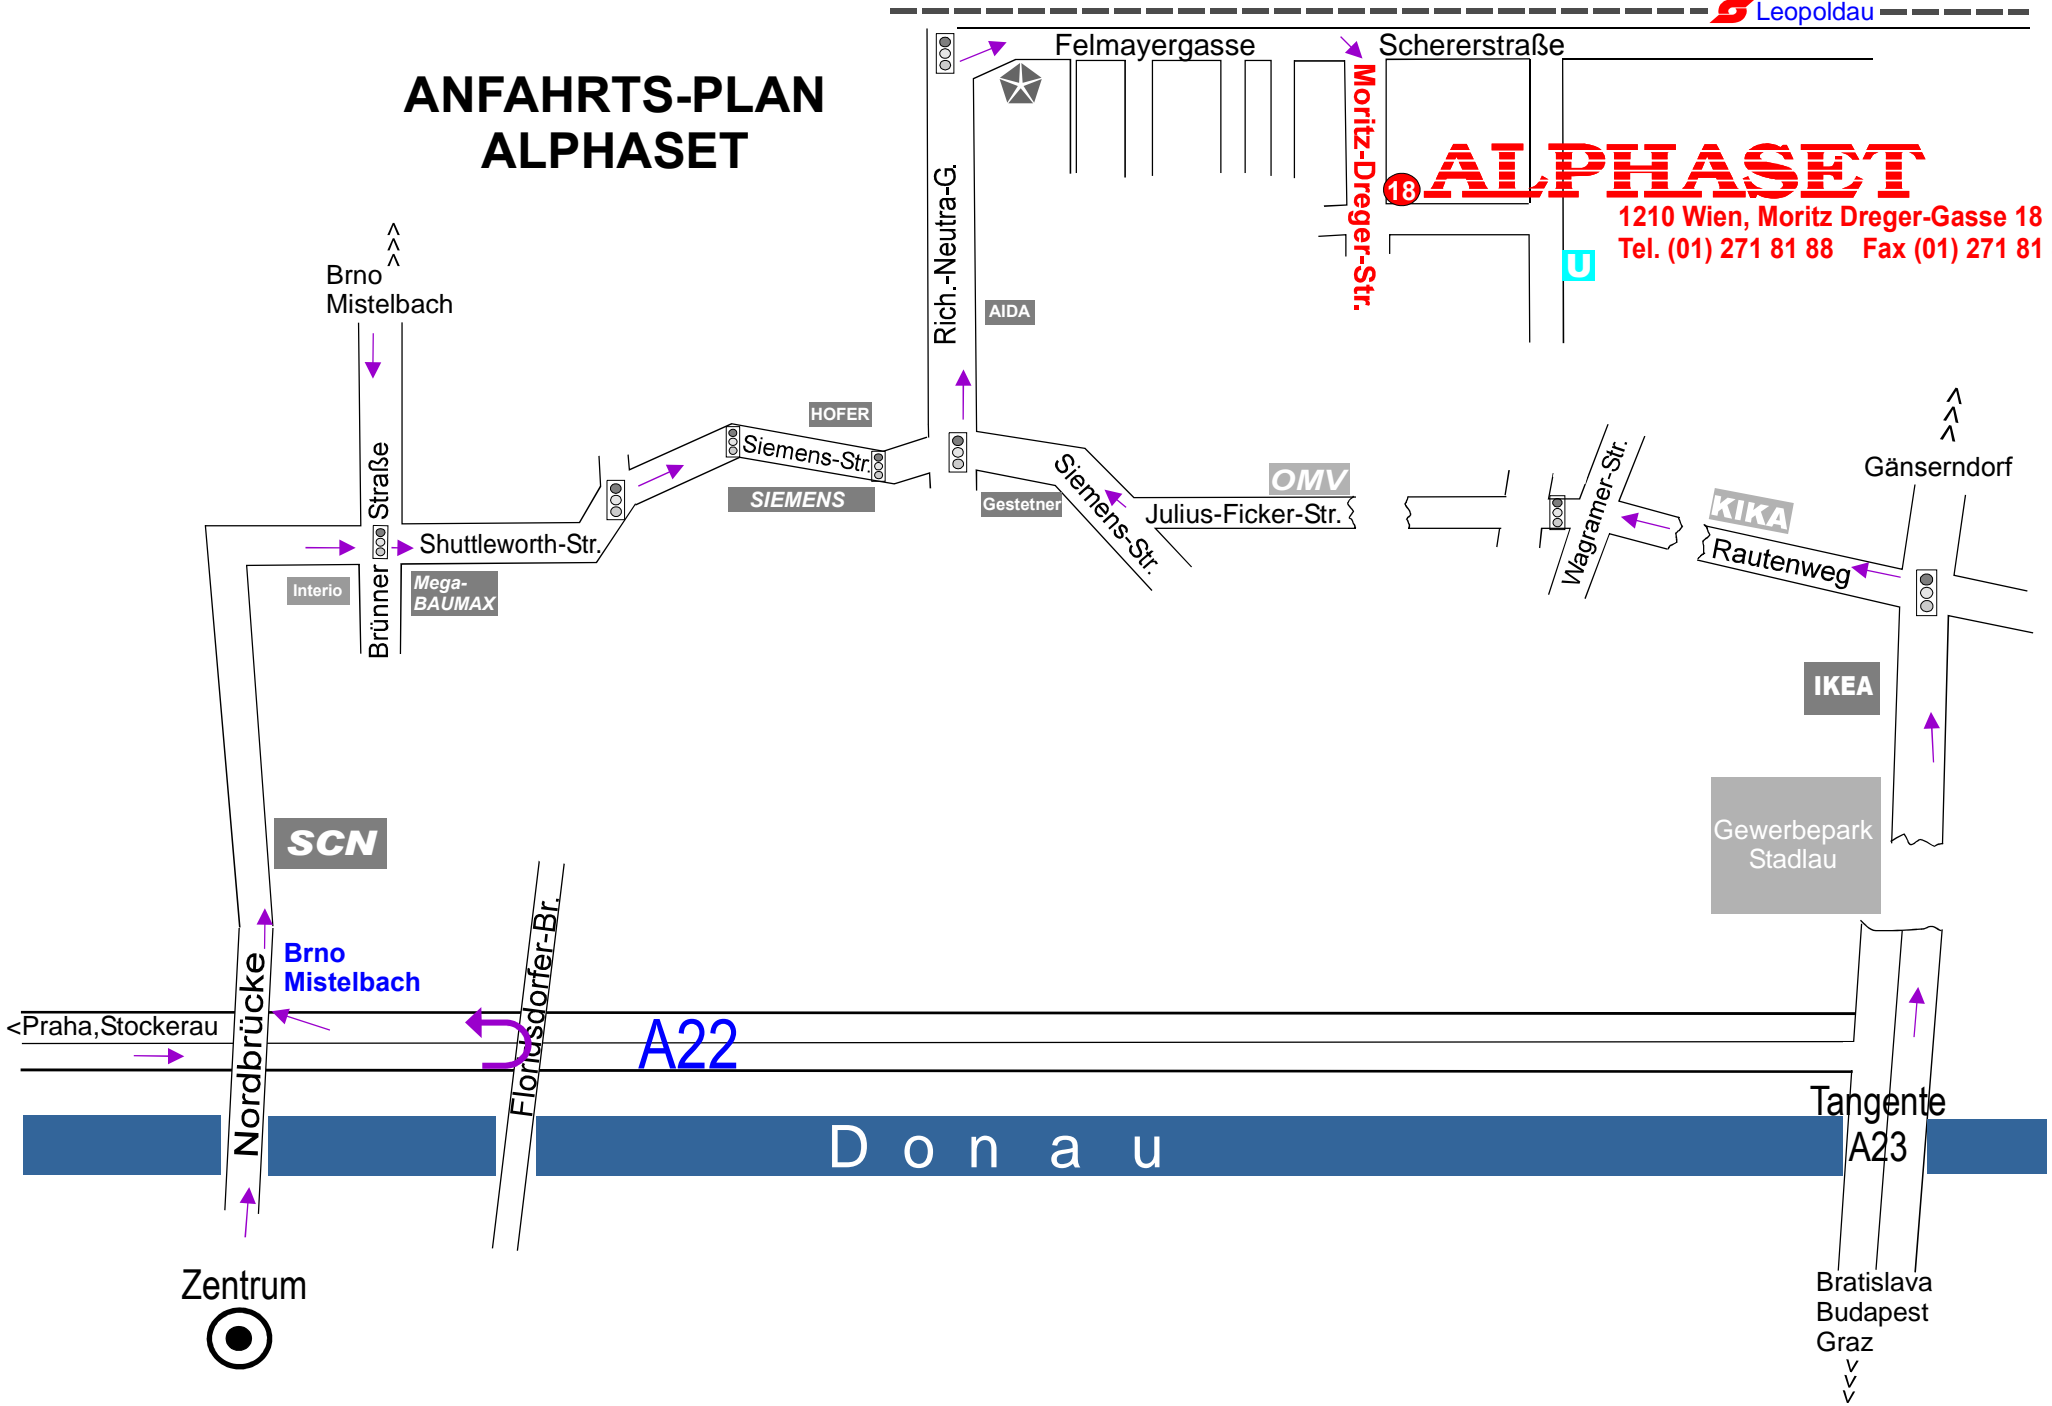 Leopoldau
Felmayergasse
Schererstraße
ANFAHRTS-PLAN
ALPHASET
Moritz-Dreger-Str.
18
ALPHASET
1210 Wien, Moritz Dreger-Gasse 18
Tel. (01) 271 81 88 Fax (01) 271 81
U
Rich.-Neutra-G.
>>>
Brno
Mistelbach
AIDA
HOFER
Siemens-Str.
SIEMENS
Brünner Straße
Shuttleworth-Str.
Interio
Mega-
BAUMAX
Gestetner
Siemens-Str.
OMV
Julius-Ficker-Str.
Wagramer-Str.
KIKA
Rautenweg
>>>
Gänserndorf
IKEA
Gewerbepark
Stadlau
SCN
Brno
Mistelbach
Nordbrücke
Floridsdorfer-Br.
<Praha,Stockerau
A22
Donau
Tangente
A23
Zentrum
Bratislava
Budapest
Graz
>>>